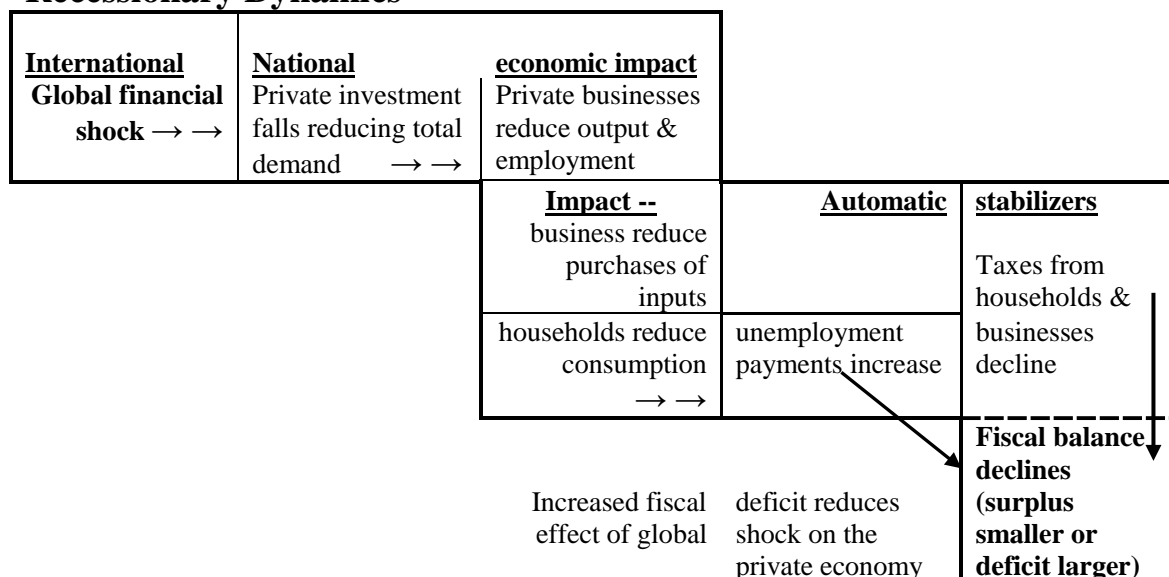 Recessionary Dynamics
International
Global financial
shock → →
National
Private investment
falls reducing total
demand → →
economic impact
Private businesses
reduce output &
employment
Impact --
business reduce
purchases of
inputs
Automatic
stabilizers
Taxes from
households &
businesses
decline
households reduce
consumption
→ →
unemployment
payments increase
Fiscal balance
declines
(surplus
smaller or
deficit larger)
Increased fiscal
effect of global
deficit reduces
shock on the
private economy